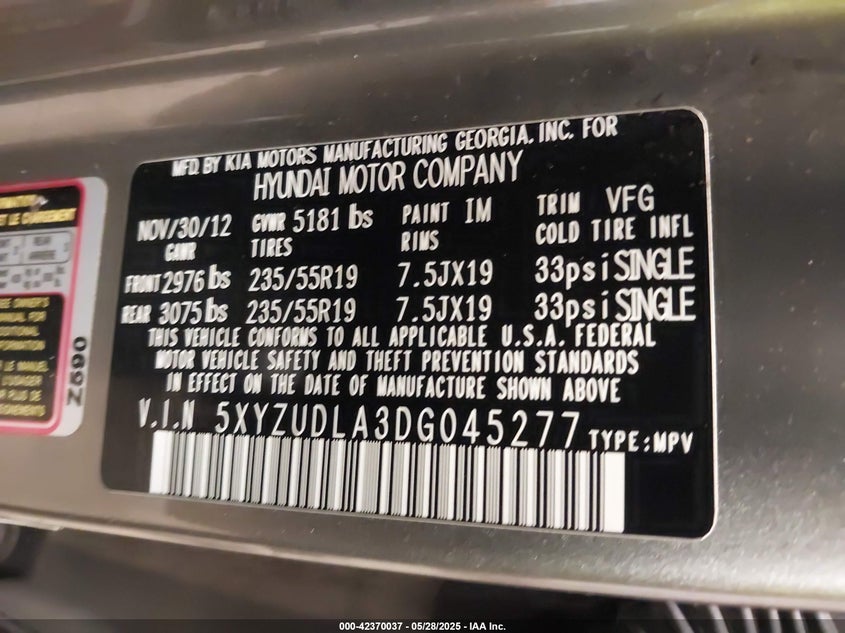 MFD. BY KIA MOTORS MANUFACTURING GEORGIA, INC. FOR
HYUNDAI MOTOR COMPANY
NOV/30/12 GVWR 5181 lbs PAINT IM TRIM VFG
GAWR TIRES RIMS COLD TIRE INFL
FRONT 2976 lbs 235/55R19 7.5JX19 33psi SINGLE
REAR 3075 lbs 235/55R19 7.5JX19 33psi SINGLE
THIS VEHICLE CONFORMS TO ALL APPLICABLE U.S.A. FEDERAL
MOTOR VEHICLE SAFETY AND THEFT PREVENTION STANDARDS
IN EFFECT ON THE DATE OF MANUFACTURE SHOWN ABOVE
V.I.N 5XYZUDLA3DG045277 TYPE:MPV
REAR
Z690
000-42370037 - 05/28/2025 - IAA Inc.